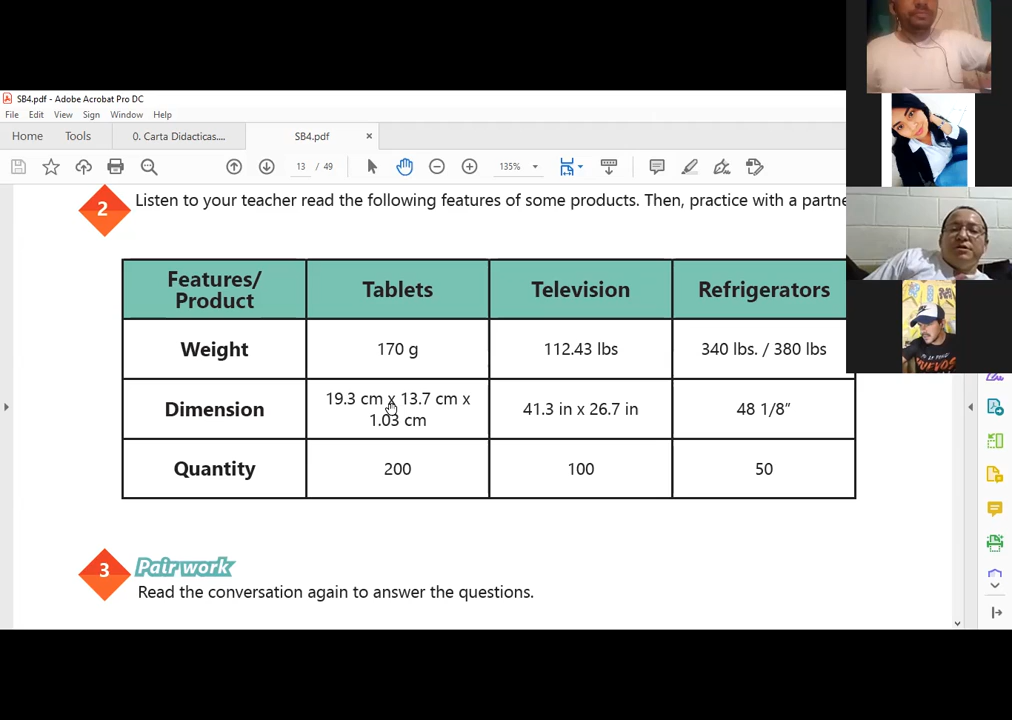 SB4.pdf - Adobe Acrobat Pro DC
File Edit View Sign Window Help
Home Tools 0. Carta Didacticas.... SB4.pdf ×
13 / 49 135%
2 Listen to your teacher read the following features of some products. Then, practice with a partne
Features/ Product Tablets Television Refrigerators
Weight 170 g 112.43 lbs 340 lbs. / 380 lbs
Dimension 19.3 cm x 13.7 cm x 1.03 cm 41.3 in x 26.7 in 48 1/8”
Quantity 200 100 50
3 Pair work
Read the conversation again to answer the questions.